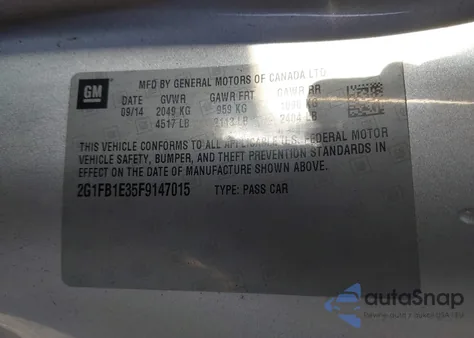 GM
MFD BY GENERAL MOTORS OF CANADA LTD
DATE GVWR GAWR FRT GAWR RR
09/14 2049 KG 959 KG 1090 KG
4517 LB 2404 LB
THIS VEHICLE CONFORMS TO ALL APPLICABLE U.S. FEDERAL MOTOR
VEHICLE SAFETY, BUMPER, AND THEFT PREVENTION STANDARDS IN
EFFECT ON THE DATE OF MANUFACTURE SHOWN ABOVE.
2G1FB1E35F9147015 TYPE: PASS CAR
autoSnap